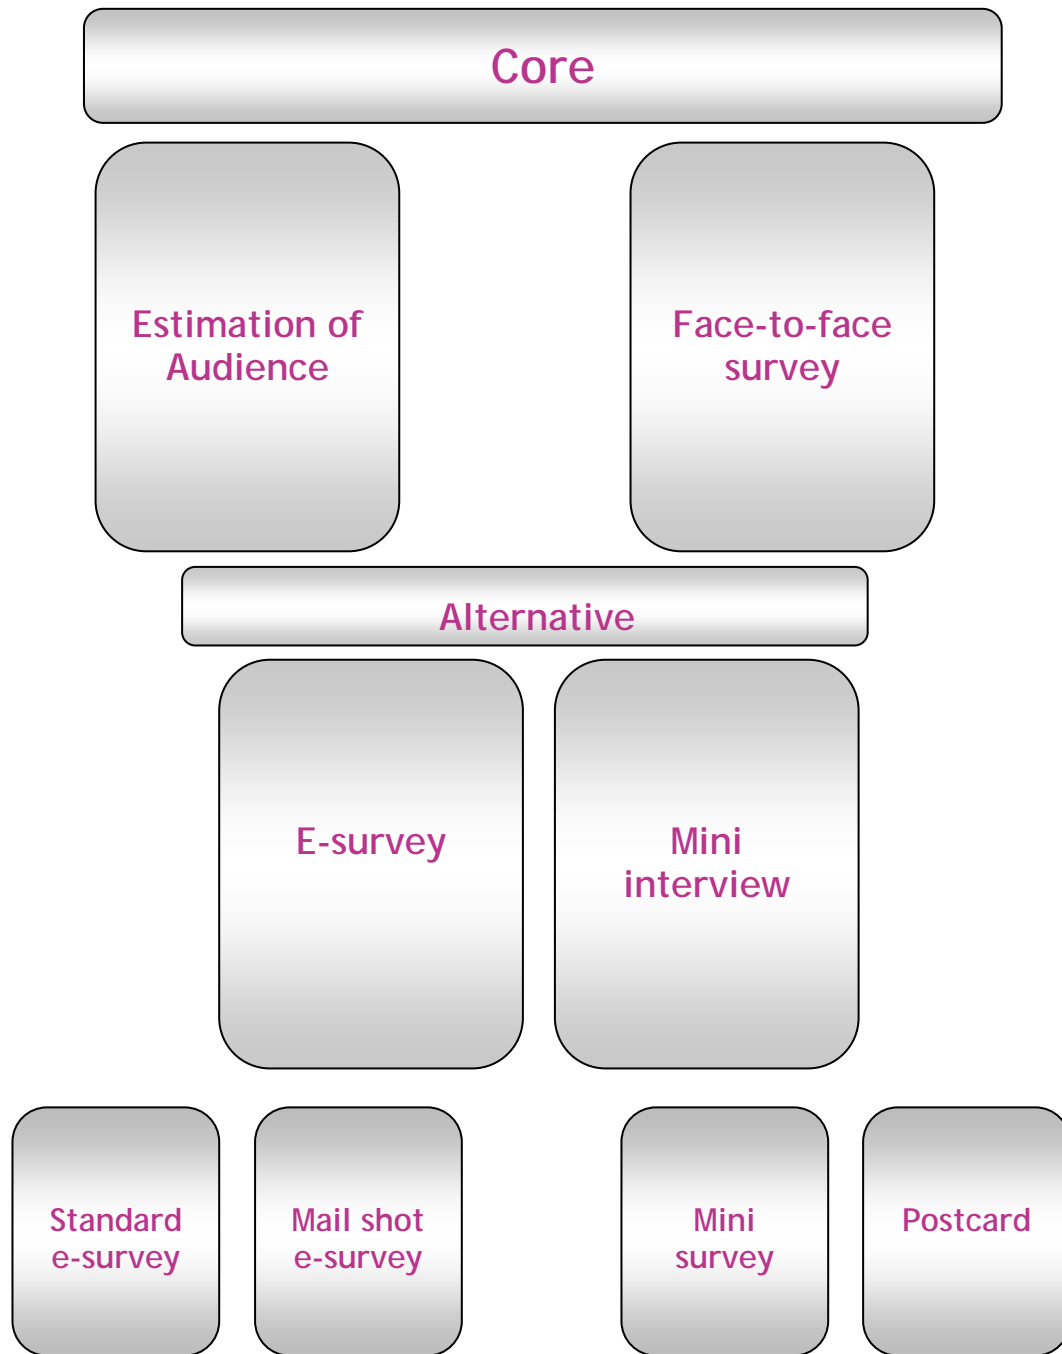 Core
Estimation of
Audience
Face-to-face
survey
Alternative
E-survey
Mini
interview
Standard
e-survey
Mail shot
e-survey
Mini
survey
Postcard